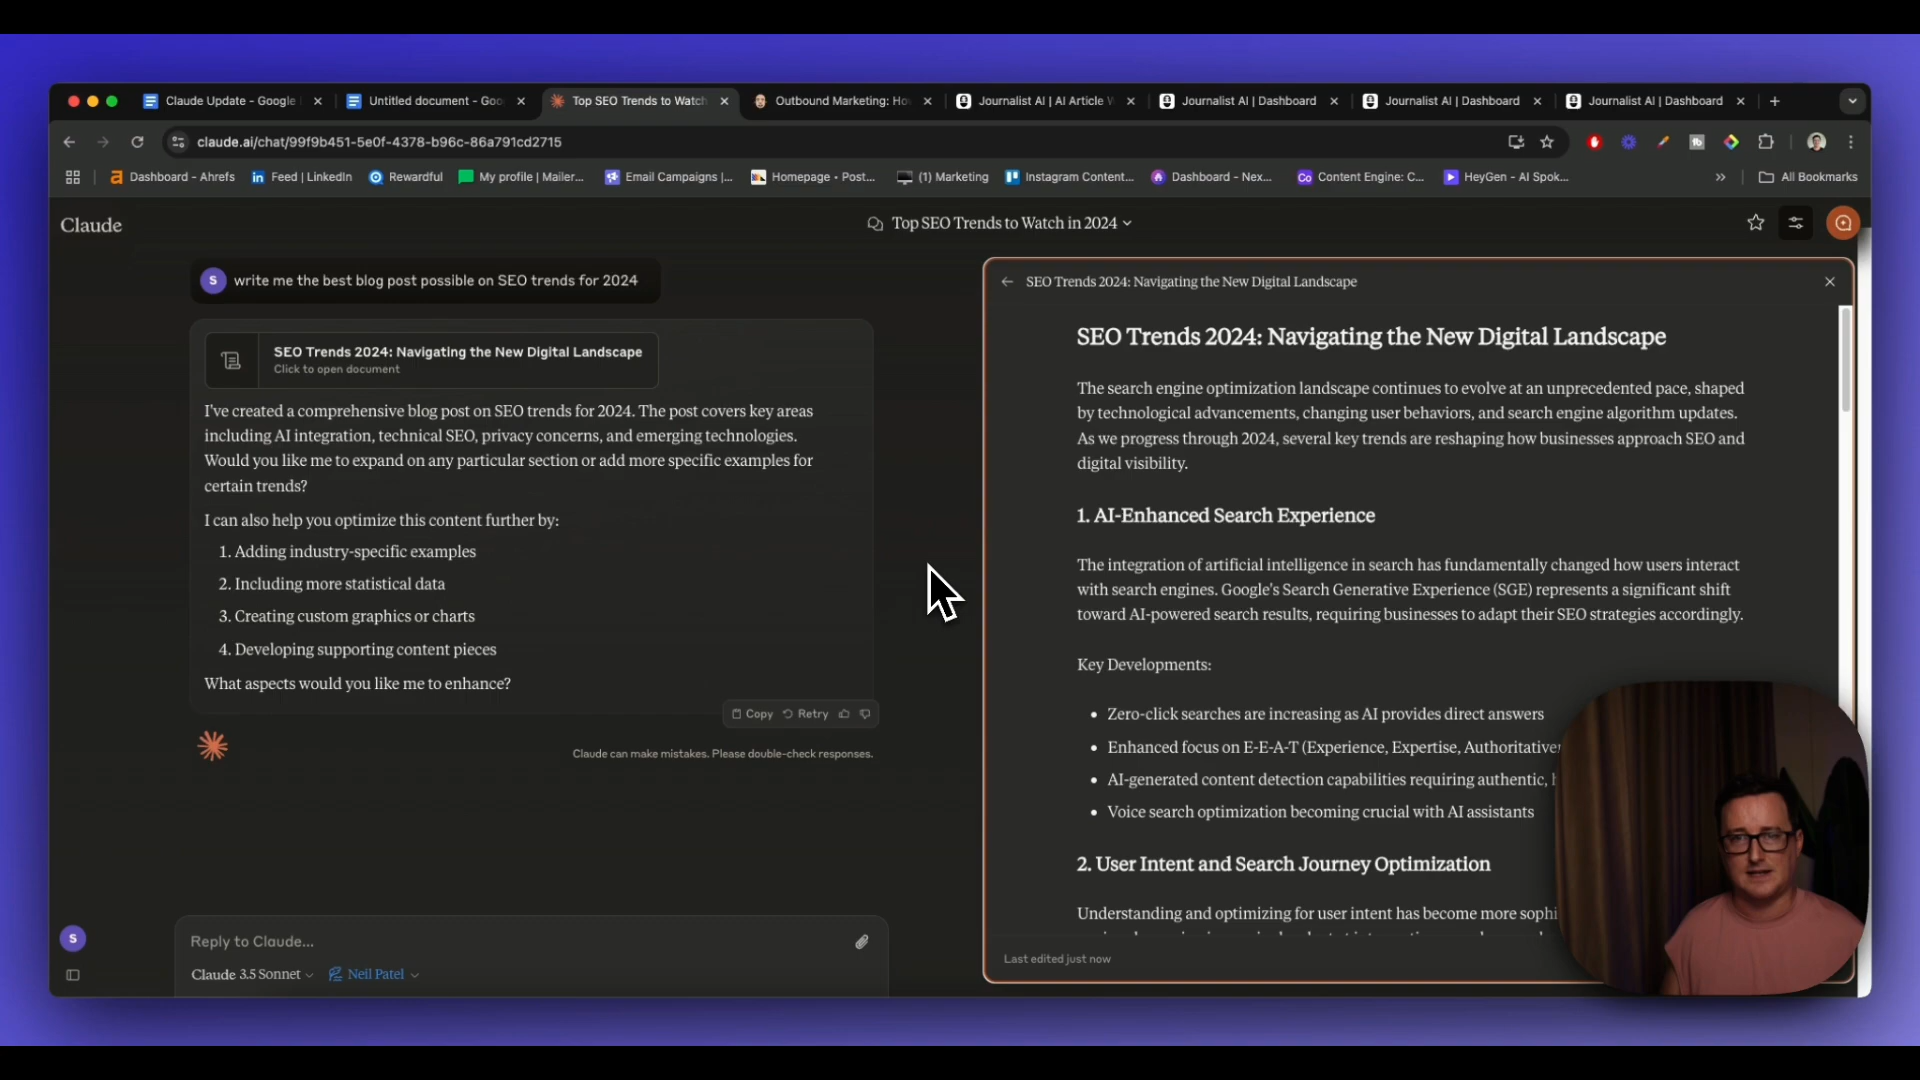 Claude Update - Google
Untitled document - Goo
Top SEO Trends to Watch
Outbound Marketing: Ho
Journalist AI | AI Article
Journalist AI | Dashboard
Journalist AI | Dashboard
Journalist AI | Dashboard
claude.ai/chat/99f9b451-5e0f-4378-b96c-86a791cd2715
Dashboard - Ahrefs
Feed | LinkedIn
Rewardful
My profile | Mailer...
Email Campaigns |...
Homepage • Post...
(1) Marketing
Instagram Content...
Dashboard - Nex...
Content Engine: C...
HeyGen - AI Spok...
All Bookmarks
Claude
Top SEO Trends to Watch in 2024
S
write me the best blog post possible on SEO trends for 2024
SEO Trends 2024: Navigating the New Digital Landscape
Click to open document
I've created a comprehensive blog post on SEO trends for 2024. The post covers key areas
including AI integration, technical SEO, privacy concerns, and emerging technologies.
Would you like me to expand on any particular section or add more specific examples for
certain trends?
I can also help you optimize this content further by:
1. Adding industry-specific examples
2. Including more statistical data
3. Creating custom graphics or charts
4. Developing supporting content pieces
What aspects would you like me to enhance?
Copy
Retry
Claude can make mistakes. Please double-check responses.
S
Reply to Claude...
Claude 3.5 Sonnet
Neil Patel
SEO Trends 2024: Navigating the New Digital Landscape
SEO Trends 2024: Navigating the New Digital Landscape
The search engine optimization landscape continues to evolve at an unprecedented pace, shaped
by technological advancements, changing user behaviors, and search engine algorithm updates.
As we progress through 2024, several key trends are reshaping how businesses approach SEO and
digital visibility.
1. AI-Enhanced Search Experience
The integration of artificial intelligence in search has fundamentally changed how users interact
with search engines. Google's Search Generative Experience (SGE) represents a significant shift
toward AI-powered search results, requiring businesses to adapt their SEO strategies accordingly.
Key Developments:
• Zero-click searches are increasing as AI provides direct answers
• Enhanced focus on E-E-A-T (Experience, Expertise, Authoritative
• AI-generated content detection capabilities requiring authentic,
• Voice search optimization becoming crucial with AI assistants
2. User Intent and Search Journey Optimization
Understanding and optimizing for user intent has become more sophi
Last edited just now